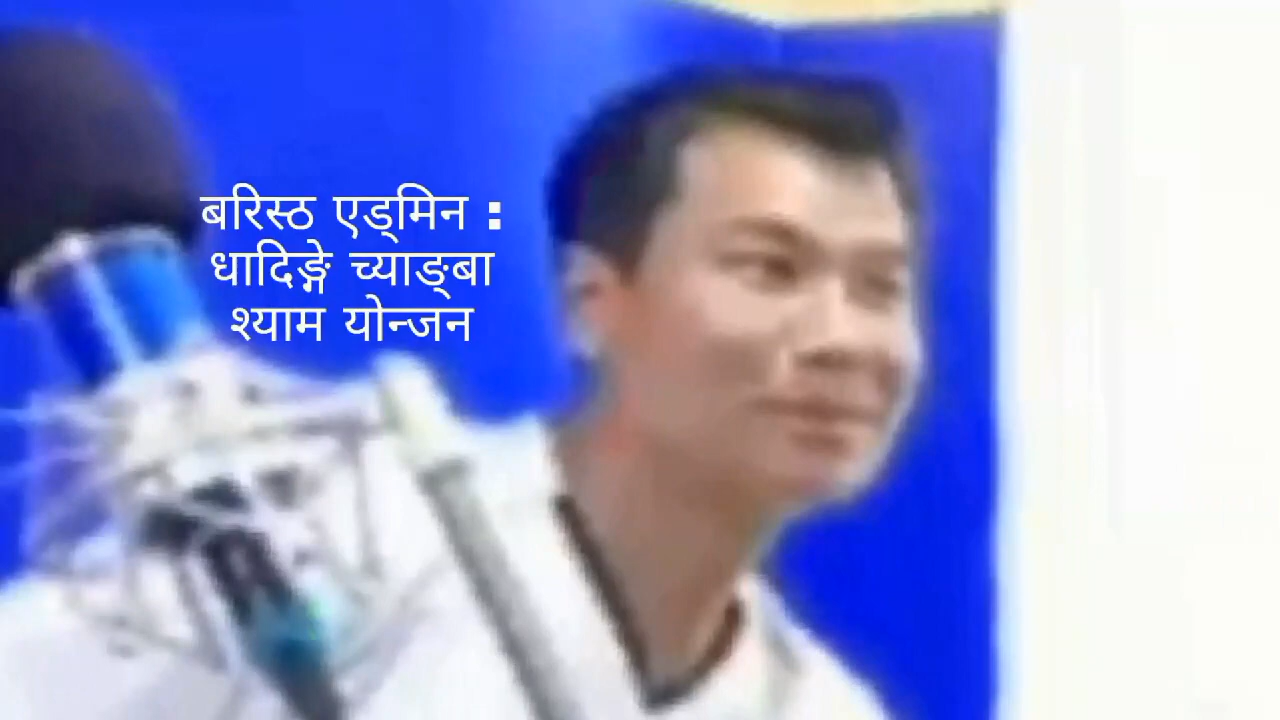 बरिस्ठ एड्मिन :
धादिङ्गे च्याङ्बा
श्याम योन्जन